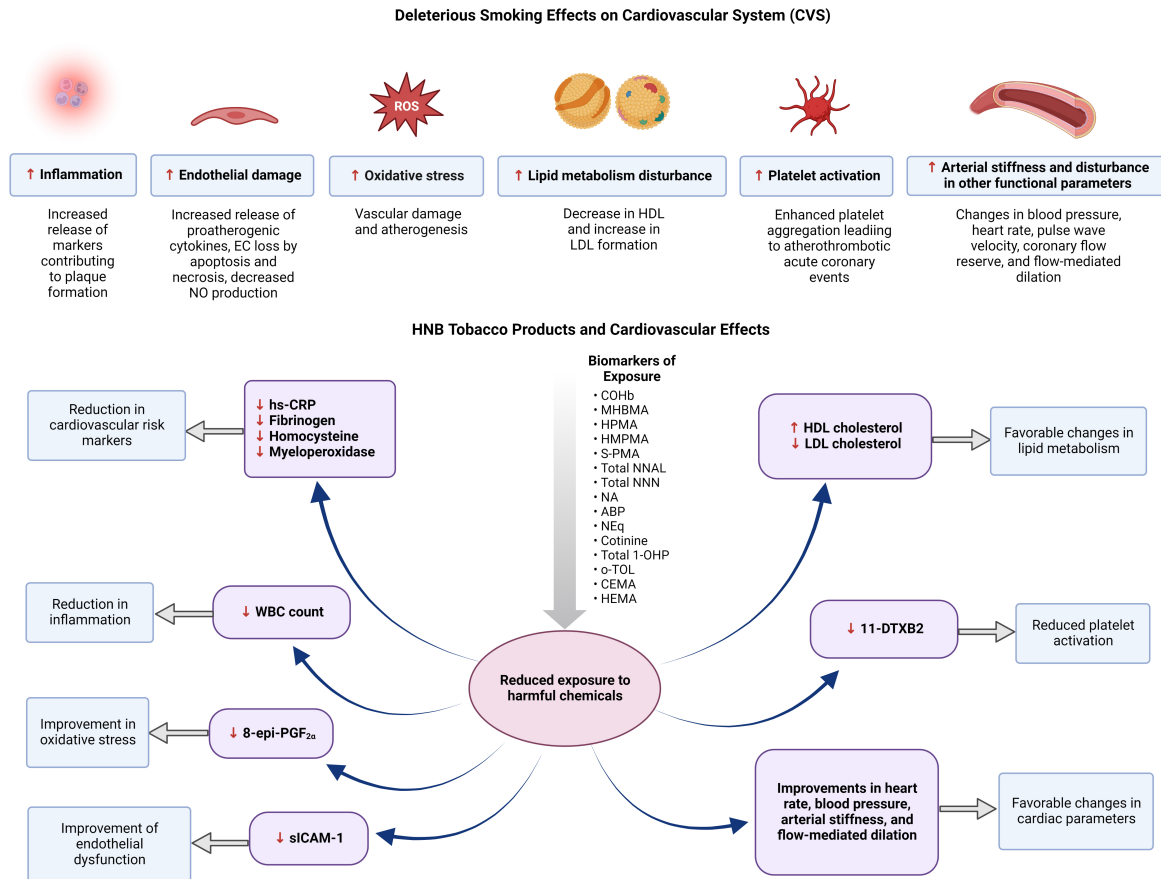 Deleterious Smoking Effects on Cardiovascular System (CVS)
ROS
↑ Inflammation
Increased
release of
markers
contributing
to plaque
formation
↑ Endothelial damage
Increased release of
proatherogenic
cytokines, EC loss by
apoptosis and
necrosis, decreased
NO production
↑ Oxidative stress
Vascular damage
and atherogenesis
↑ Lipid metabolism disturbance
Decrease in HDL
and increase in
LDL formation
↑ Platelet activation
Enhanced platelet
aggregation leadiing
to atherothrombotic
acute coronary
events
↑ Arterial stiffness and disturbance
in other functional parameters
Changes in blood pressure,
heart rate, pulse wave
velocity, coronary flow
reserve, and flow-mediated
dilation
HNB Tobacco Products and Cardiovascular Effects
Biomarkers of
Exposure
• COHb
• MHBMA
• HPMA
• HMPMA
• S-PMA
• Total NNAL
• Total NNN
• NA
• ABP
• NEq
• Cotinine
• Total 1-OHP
• o-TOL
• CEMA
• HEMA
Reduced exposure to
harmful chemicals
↓ hs-CRP
↓ Fibrinogen
↓ Homocysteine
↓ Myeloperoxidase
Reduction in
cardiovascular risk
markers
↓ WBC count
Reduction in
inflammation
↓ 8-epi-PGF₂α
Improvement in
oxidative stress
↓ sICAM-1
Improvement of
endothelial
dysfunction
↑ HDL cholesterol
↓ LDL cholesterol
Favorable changes in
lipid metabolism
↓ 11-DTXB2
Reduced platelet
activation
Improvements in heart
rate, blood pressure,
arterial stiffness, and
flow-mediated dilation
Favorable changes in
cardiac parameters